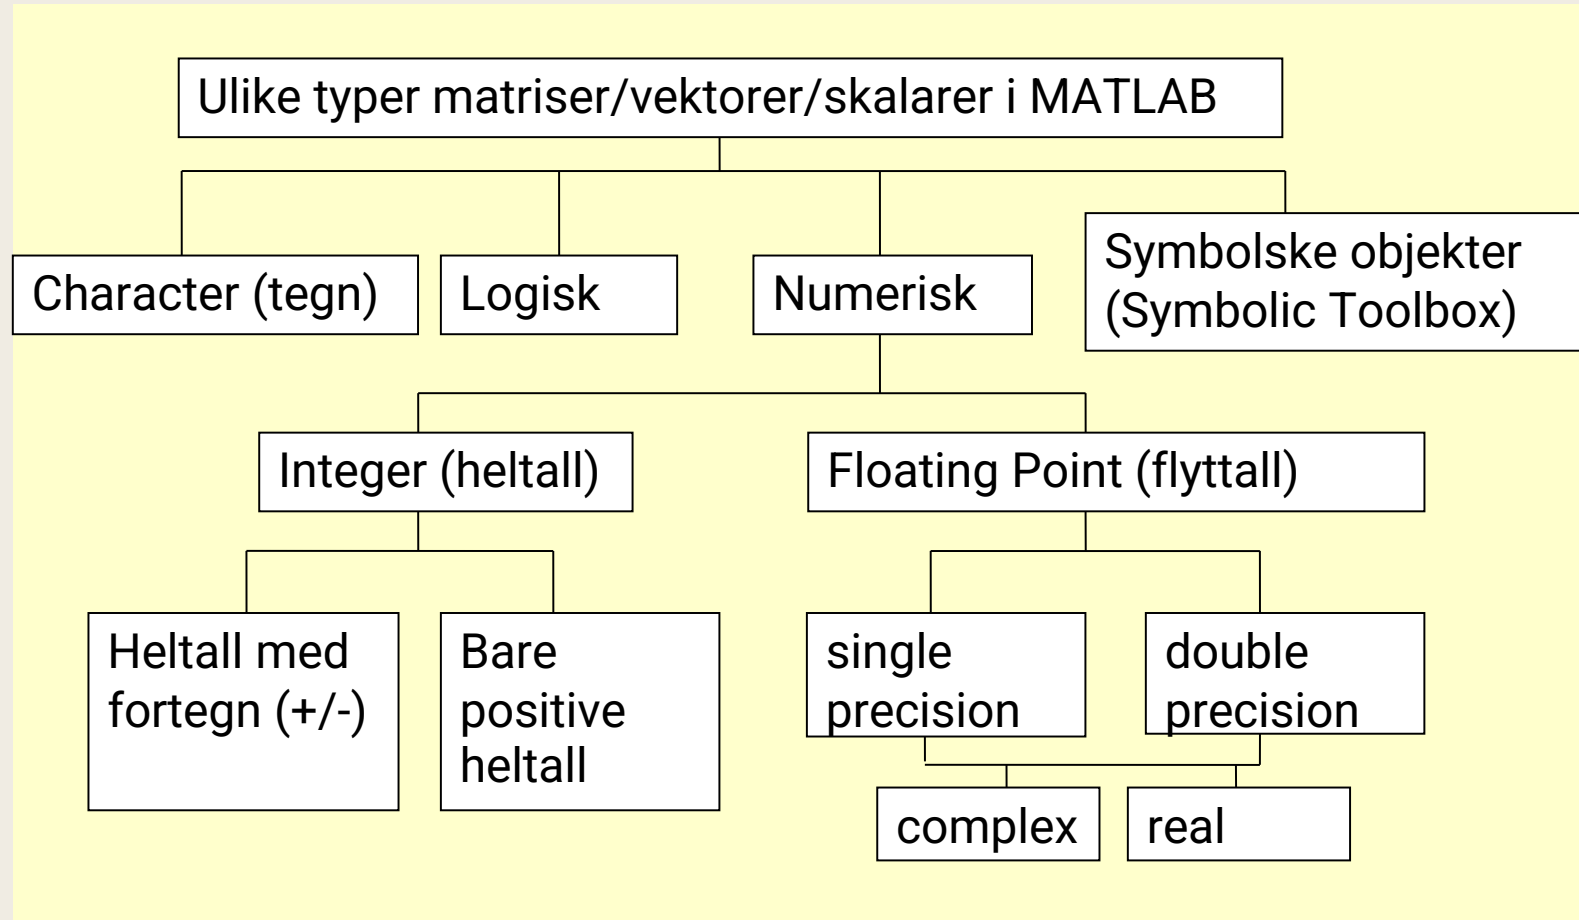 Ulike typer matriser/vektorer/skalarer i MATLAB
Character (tegn)
Logisk
Numerisk
Symbolske objekter
(Symbolic Toolbox)
Integer (heltall)
Floating Point (flyttall)
Heltall med
fortegn (+/-)
Bare
positive
heltall
single
precision
double
precision
complex
real